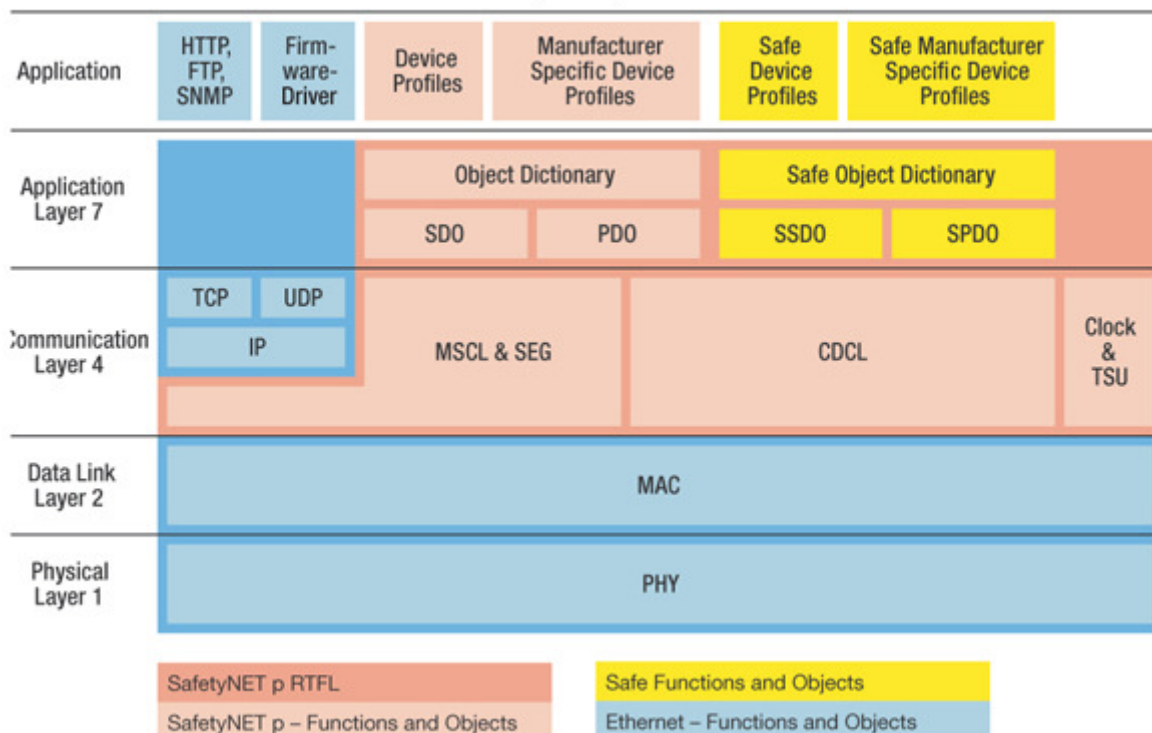 Application
HTTP,
FTP,
SNMP
Firm-
ware-
Driver
Device
Profiles
Manufacturer
Specific Device
Profiles
Safe
Device
Profiles
Safe Manufacturer
Specific Device
Profiles
Application
Layer 7
Object Dictionary
Safe Object Dictionary
SDO
PDO
SSDO
SPDO
ommunication
Layer 4
TCP
UDP
IP
MSCL & SEG
CDCL
Clock
&
TSU
Data Link
Layer 2
MAC
Physical
Layer 1
PHY
SafetyNET p RTFL
Safe Functions and Objects
SafetyNET p – Functions and Objects
Ethernet – Functions and Objects